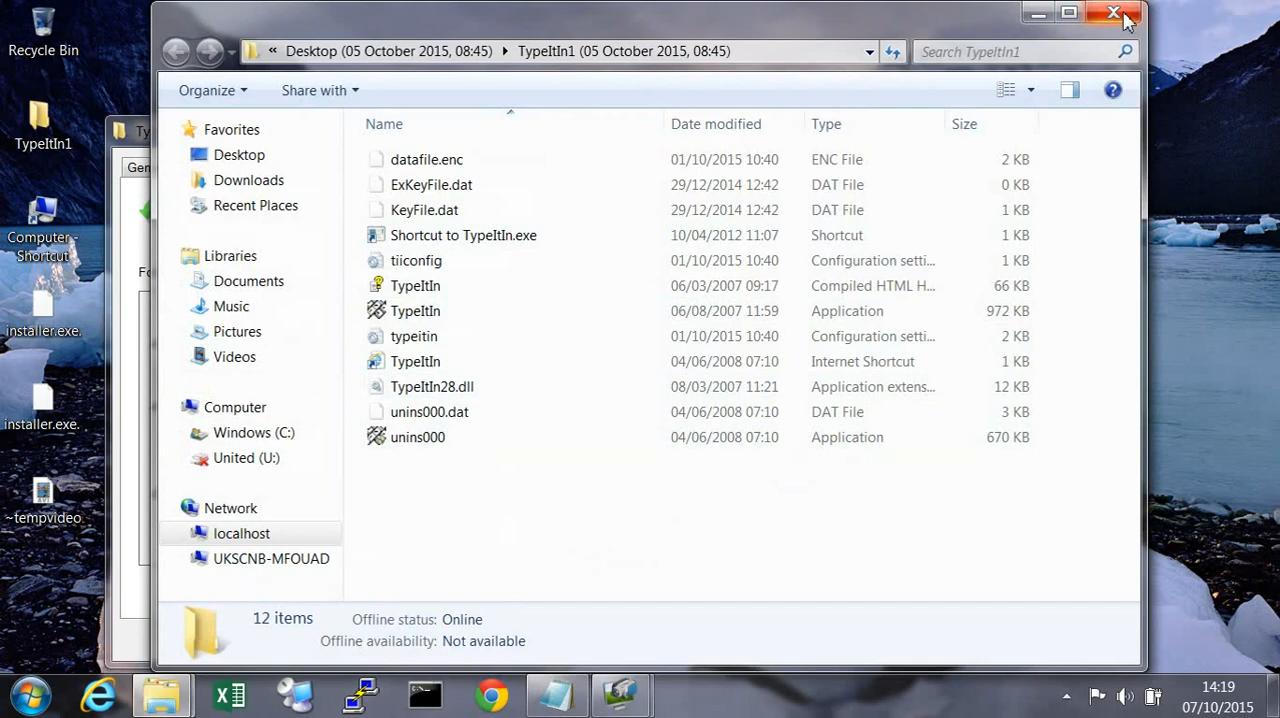 Recycle Bin
TypeItIn1
Computer -
Shortcut
installer.exe.
installer.exe.
~tempvideo
Ty
Gen
Fo
« Desktop (05 October 2015, 08:45) TypeItIn1 (05 October 2015, 08:45)
Search TypeItIn1
Organize Share with
Favorites
Desktop
Downloads
Recent Places
Libraries
Documents
Music
Pictures
Videos
Computer
Windows (C:)
United (U:)
Network
localhost
UKSCNB-MFOUAD
Name Date modified Type Size
datafile.enc 01/10/2015 10:40 ENC File 2 KB
ExKeyFile.dat 29/12/2014 12:42 DAT File 0 KB
KeyFile.dat 29/12/2014 12:42 DAT File 1 KB
Shortcut to TypeItIn.exe 10/04/2012 11:07 Shortcut 1 KB
tiiconfig 01/10/2015 10:40 Configuration setti... 1 KB
TypeItIn 06/03/2007 09:17 Compiled HTML H... 66 KB
TypeItIn 06/08/2007 11:59 Application 972 KB
typeitin 01/10/2015 10:40 Configuration setti... 2 KB
TypeItIn 04/06/2008 07:10 Internet Shortcut 1 KB
TypeItIn28.dll 08/03/2007 11:21 Application extens... 12 KB
unins000.dat 04/06/2008 07:10 DAT File 3 KB
unins000 04/06/2008 07:10 Application 670 KB
12 items Offline status: Online
Offline availability: Not available
14:19
07/10/2015